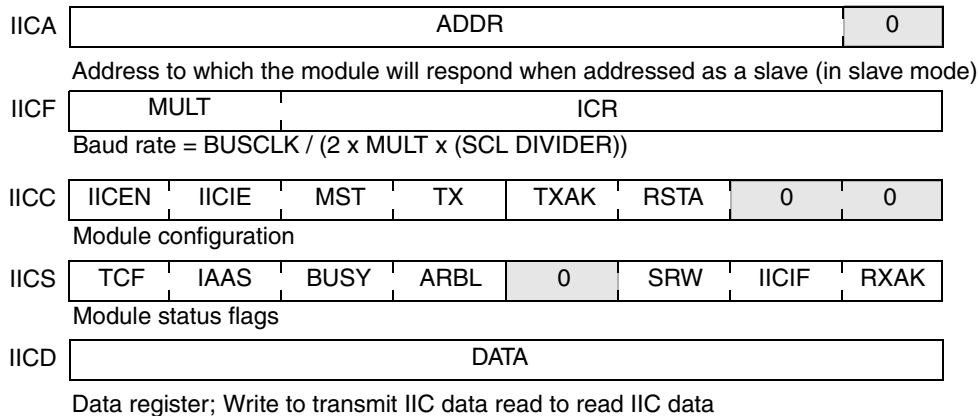 IICA ADDR 0
Address to which the module will respond when addressed as a slave (in slave mode)
IICF MULT ICR
Baud rate = BUSCLK / (2 x MULT x (SCL DIVIDER))
IICC IICEN IICIE MST TX TXAK RSTA 0 0
Module configuration
IICS TCF IAAS BUSY ARBL 0 SRW IICIF RXAK
Module status flags
IICD DATA
Data register; Write to transmit IIC data read to read IIC data